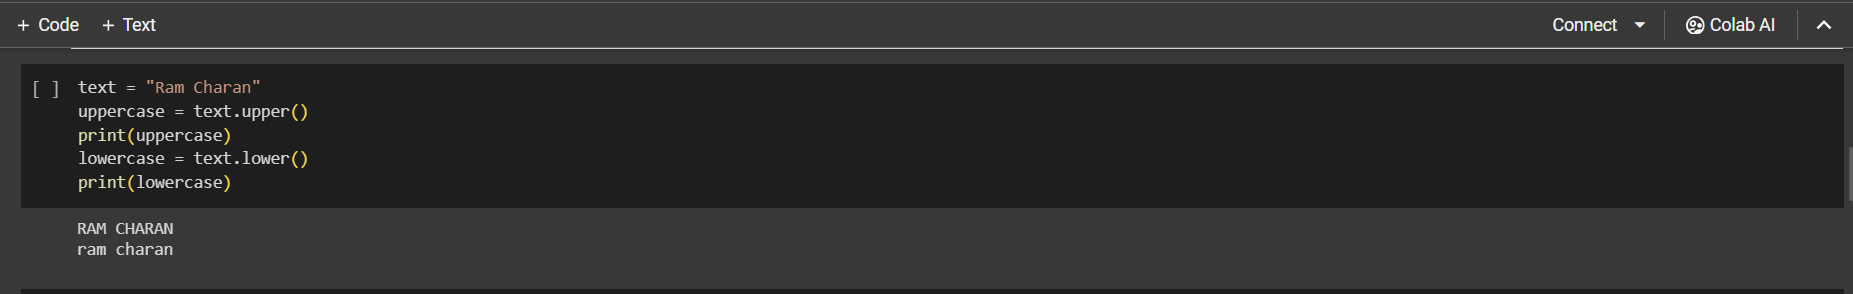 + Code + Text Connect Colab AI
[ ] text = "Ram Charan"
uppercase = text.upper()
print(uppercase)
lowercase = text.lower()
print(lowercase)
RAM CHARAN
ram charan